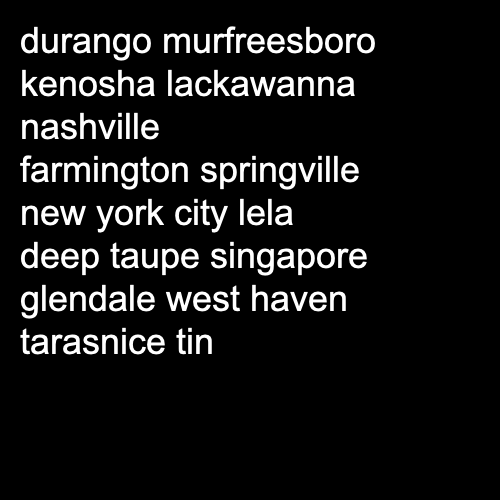 durango murfreesboro
kenosha lackawanna
nashville
farmington springville
new york city lela
deep taupe singapore
glendale west haven
tarasnice tin